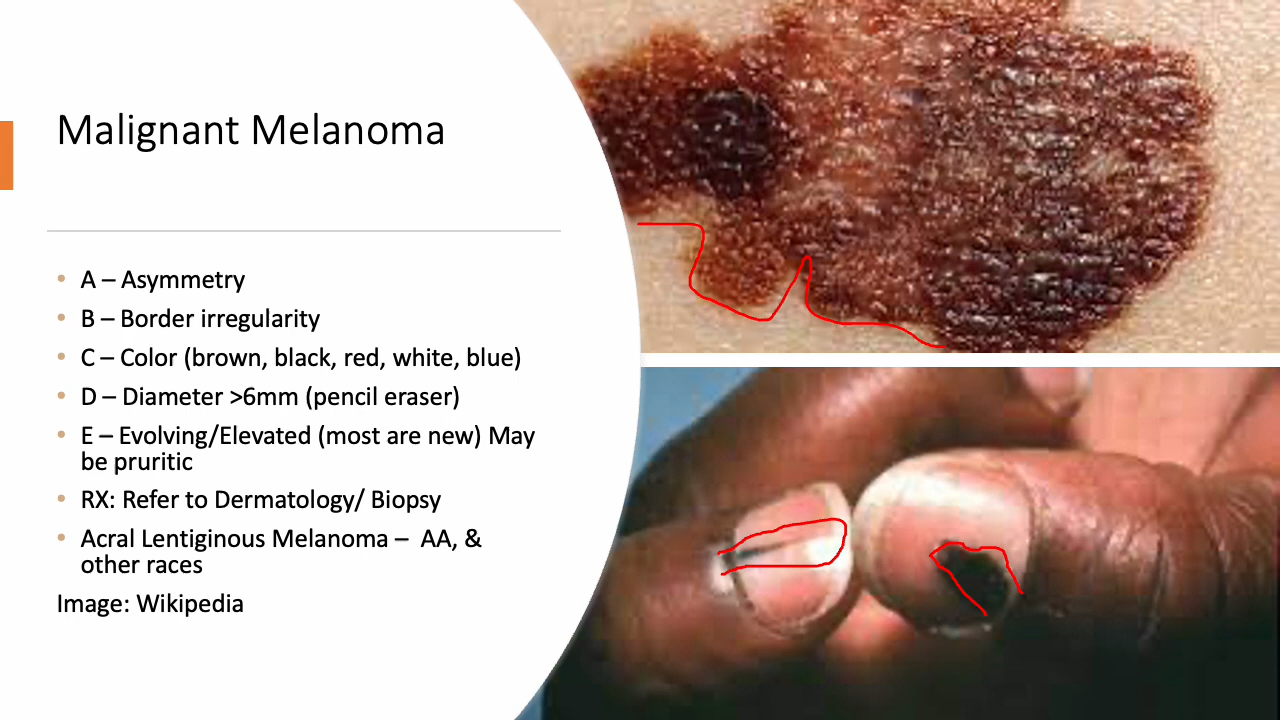 Malignant Melanoma
• A – Asymmetry
• B – Border irregularity
• C – Color (brown, black, red, white, blue)
• D – Diameter >6mm (pencil eraser)
• E – Evolving/Elevated (most are new) May
be pruritic
• RX: Refer to Dermatology/ Biopsy
• Acral Lentiginous Melanoma –  AA, &
other races
Image: Wikipedia